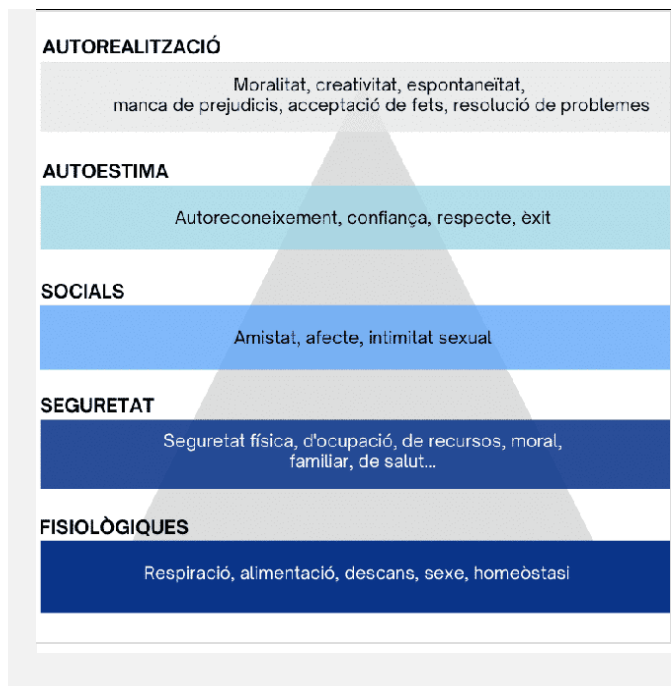 AUTOREALITZACIÓ
Moralitat, creativitat, espontaneïtat,
manca de prejudicis, acceptació de fets, resolució de problemes
AUTOESTIMA
Autoreconeixement, confiança, respecte, èxit
SOCIALS
Amistat, afecte, intimitat sexual
SEGURETAT
Seguretat física, d'ocupació, de recursos, moral,
familiar, de salut...
FISIOLÒGIQUES
Respiració, alimentació, descans, sexe, homeòstasi